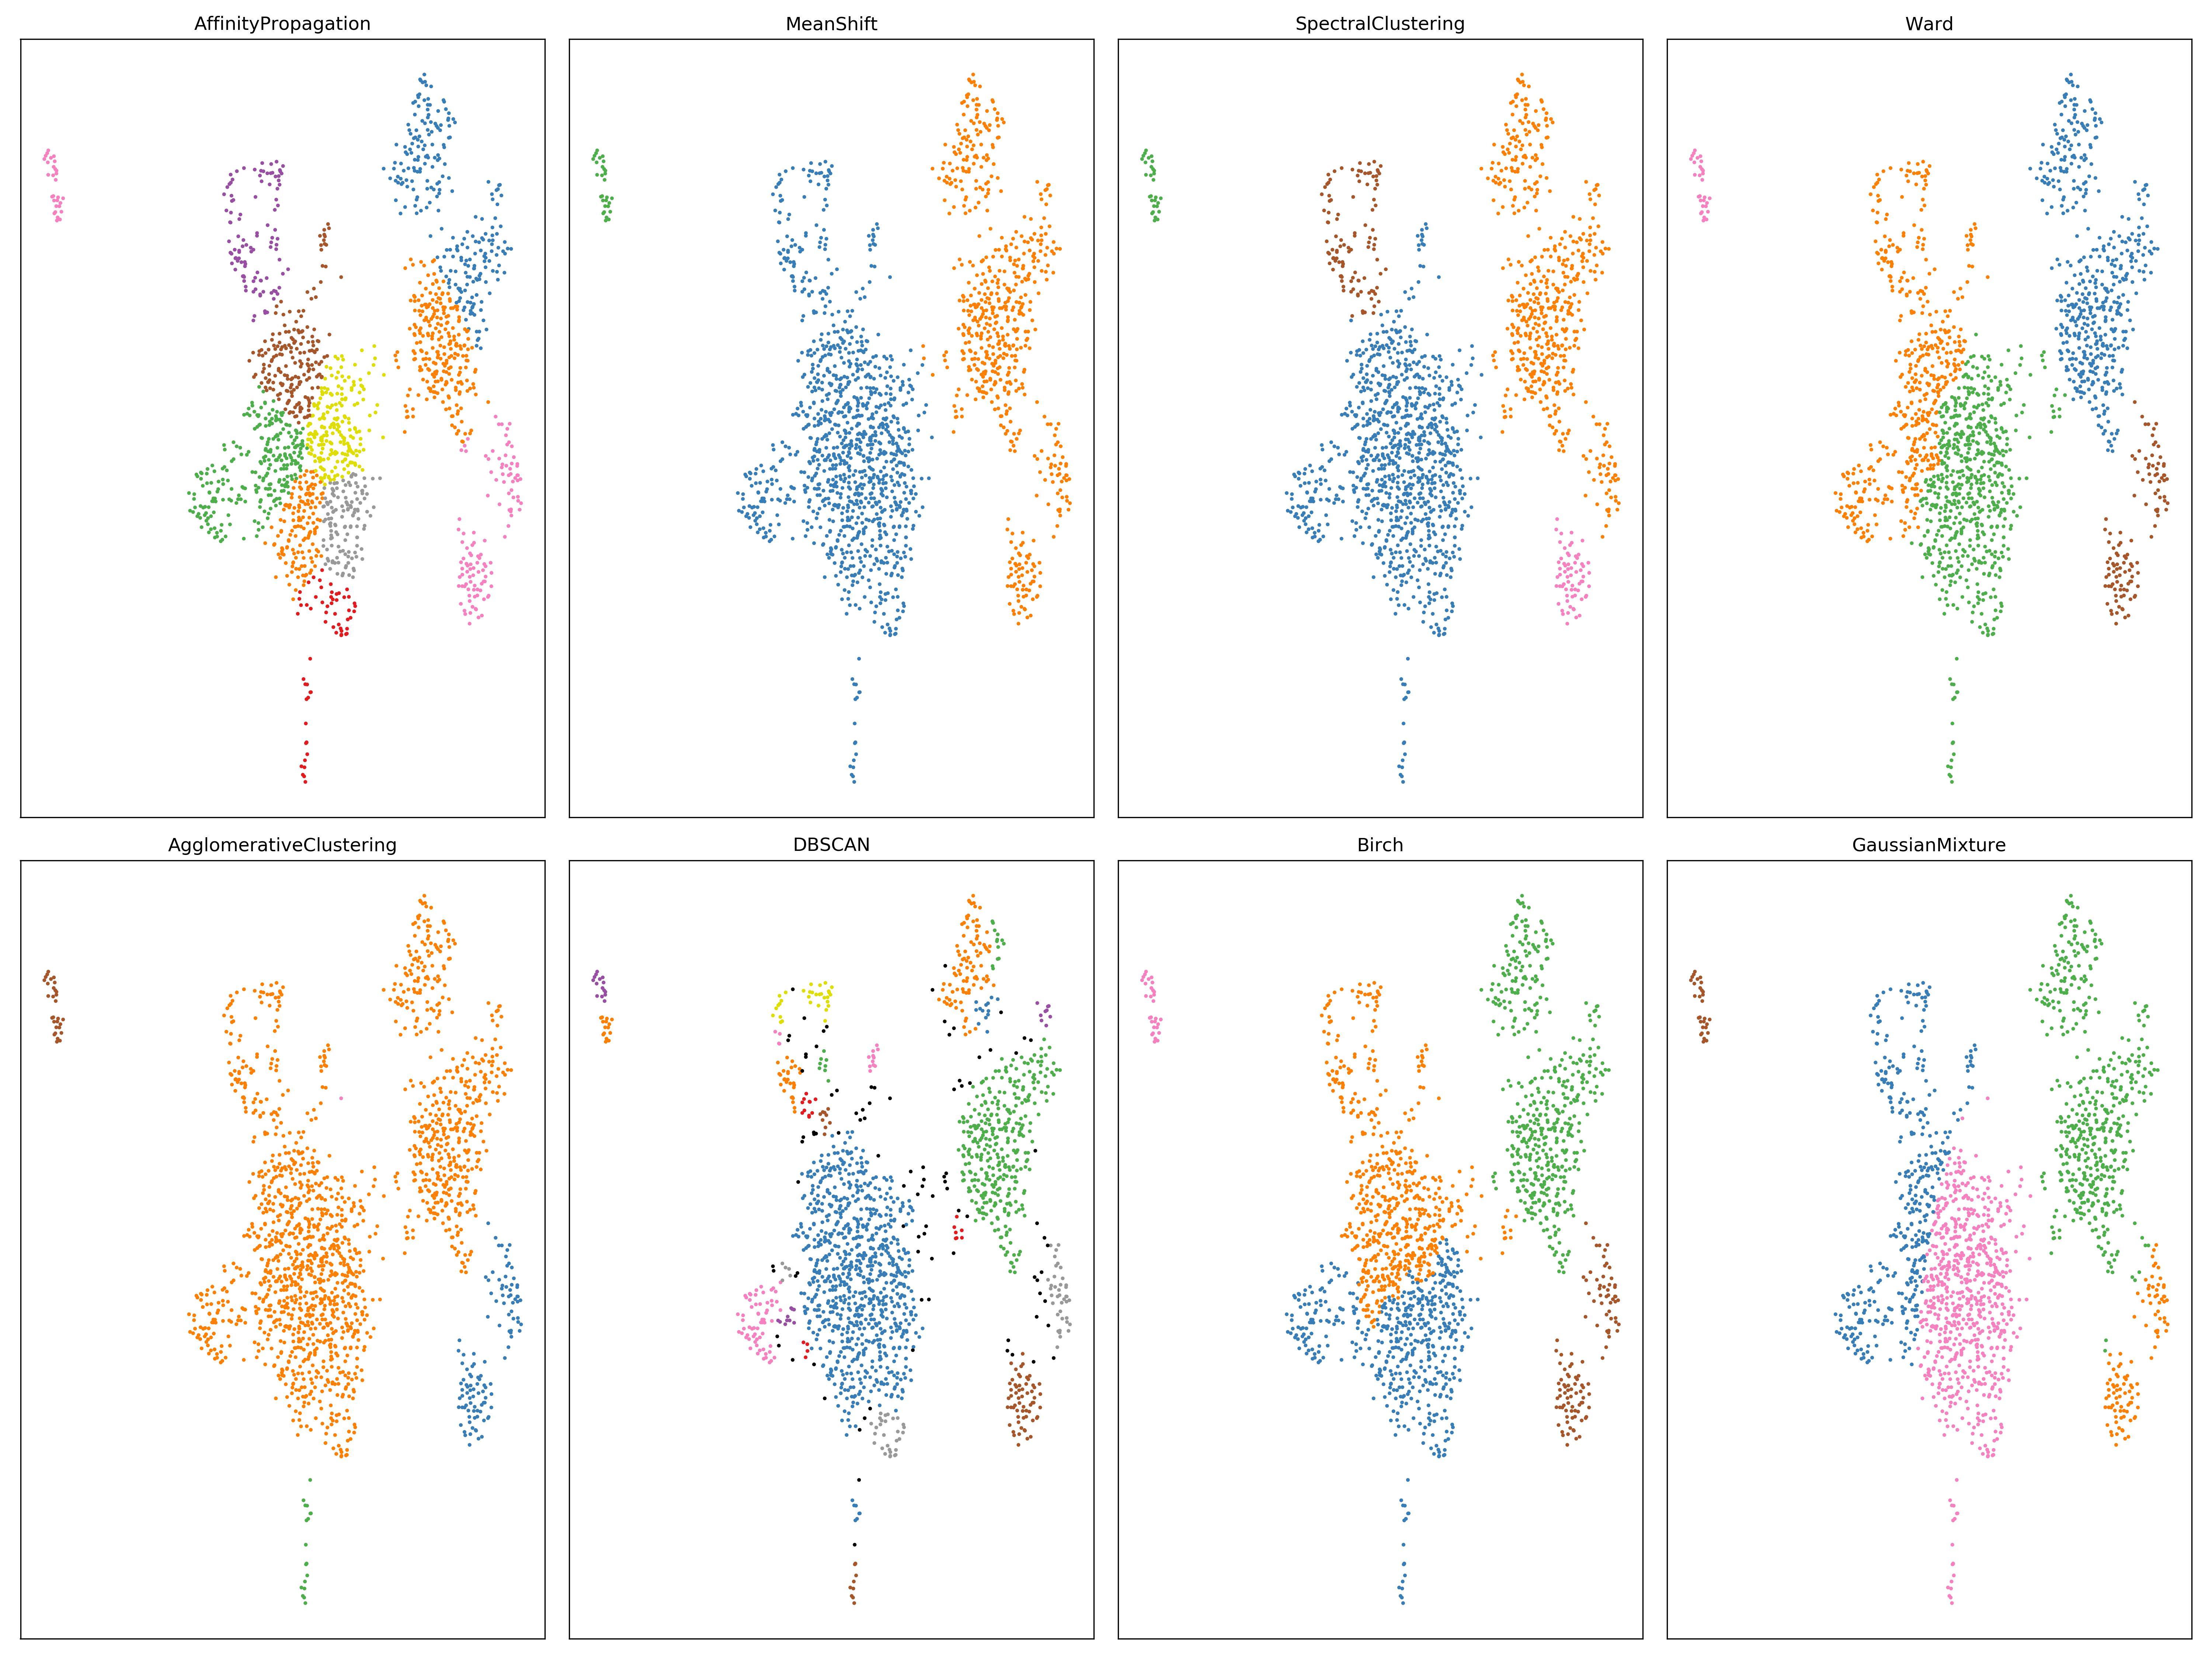 AffinityPropagation
MeanShift
SpectralClustering
Ward
AgglomerativeClustering
DBSCAN
Birch
GaussianMixture